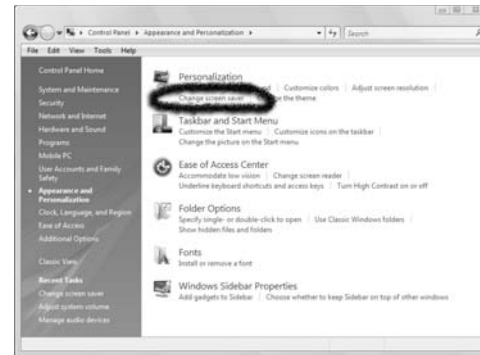 Control Panel ▸ Appearance and Personalization ▸
Search
File Edit View Tools Help
Control Panel Home
System and Maintenance
Security
Network and Internet
Hardware and Sound
Programs
Mobile PC
User Accounts and Family
Safety
Appearance and
Personalization
Clock, Language, and Region
Ease of Access
Additional Options
Classic View
Recent Tasks
Change screen saver
Adjust system volume
Manage audio devices
Personalization
Customize colors
Adjust screen resolution
Change screen saver
the theme
Taskbar and Start Menu
Customize the Start menu
Customize icons on the taskbar
Change the picture on the Start menu
Ease of Access Center
Accommodate low vision
Change screen reader
Underline keyboard shortcuts and access keys
Turn High Contrast on or off
Folder Options
Specify single- or double-click to open
Use Classic Windows folders
Show hidden files and folders
Fonts
Install or remove a font
Windows Sidebar Properties
Add gadgets to Sidebar
Choose whether to keep Sidebar on top of other windows